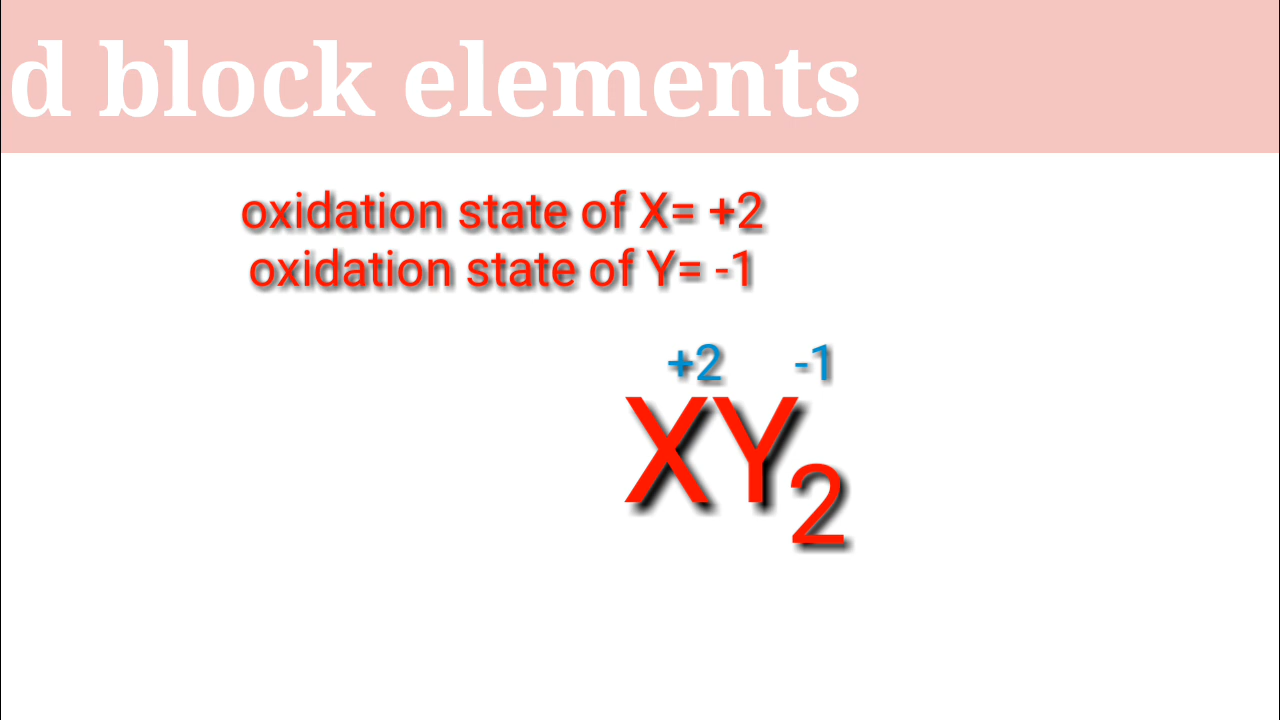 d block elements
oxidation state of X= +2
oxidation state of Y= -1
+2 -1
XY2